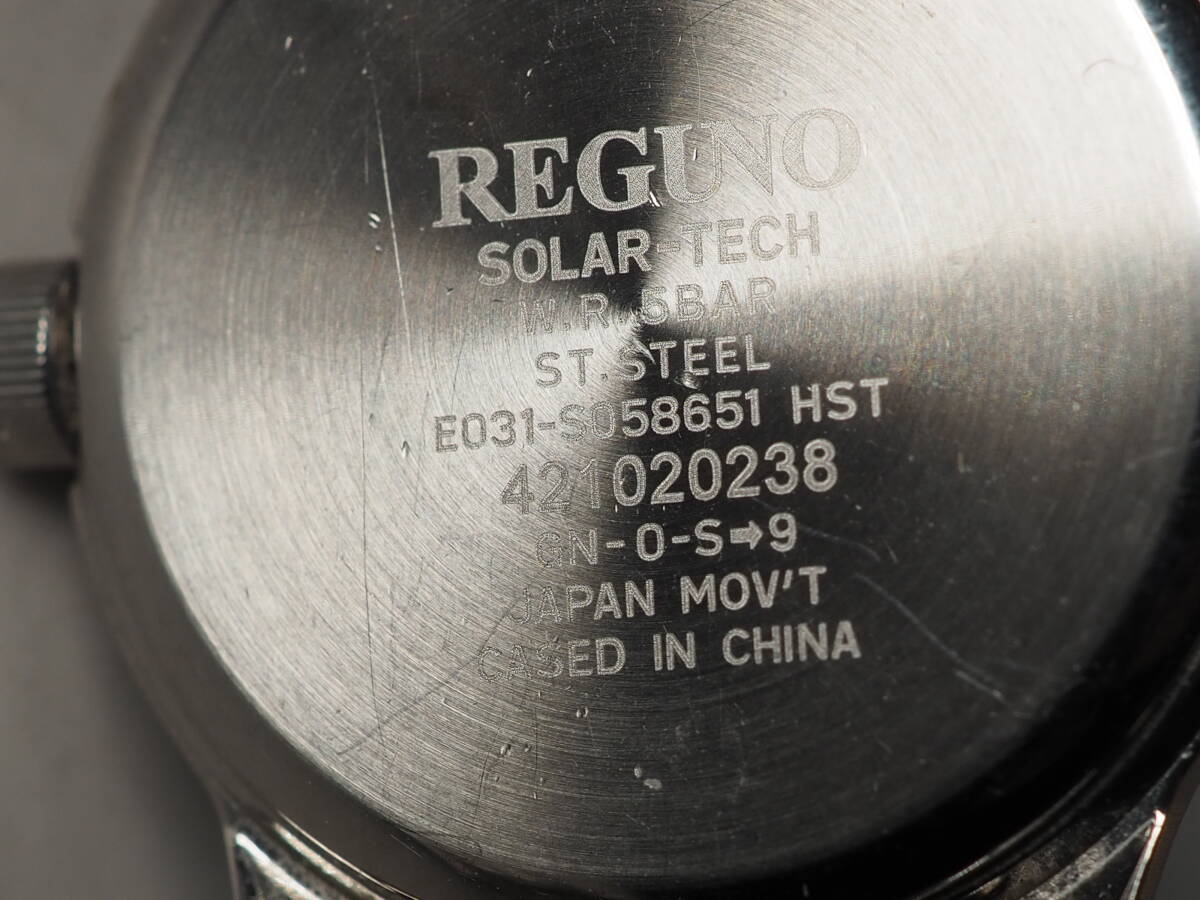 REGUNO
SOLAR-TECH
W.R.5BAR
ST.STEEL
E031-S058651 HST
421020238
GN-0-S➡9
JAPAN MOV'T
CASED IN CHINA